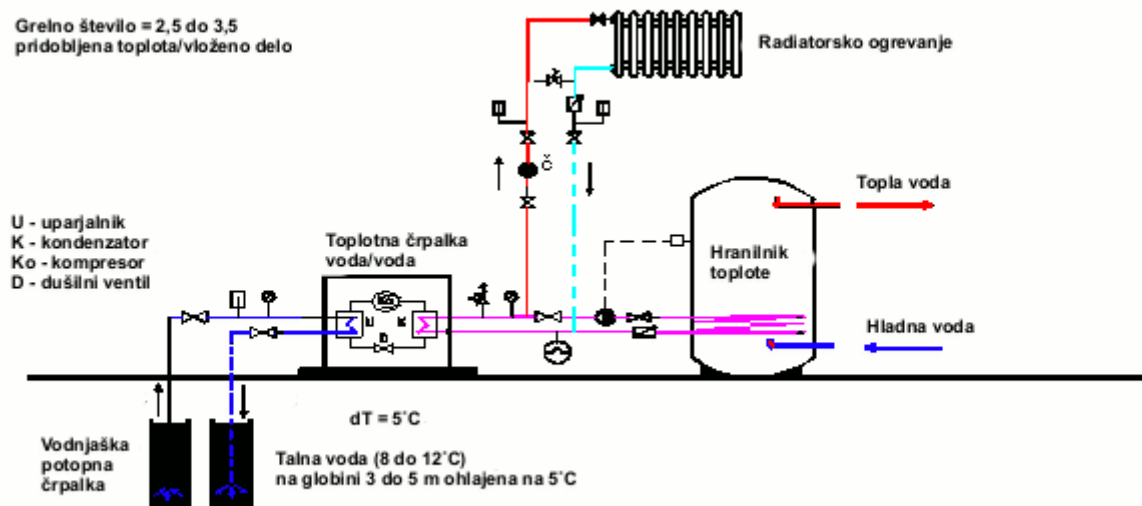 Grelno število = 2,5 do 3,5
pridobljena toplota/vloženo delo
Radiatorsko ogrevanje
Č
Topla voda
U - uparjalnik
K - kondenzator
Ko - kompresor
D - dušilni ventil
Toplotna črpalka
voda/voda
Hranilnik
toplote
U
K
D
Hladna voda
dT = 5°C
Vodnjaška
potopna
črpalka
Talna voda (8 do 12°C)
na globini 3 do 5 m ohlajena na 5°C